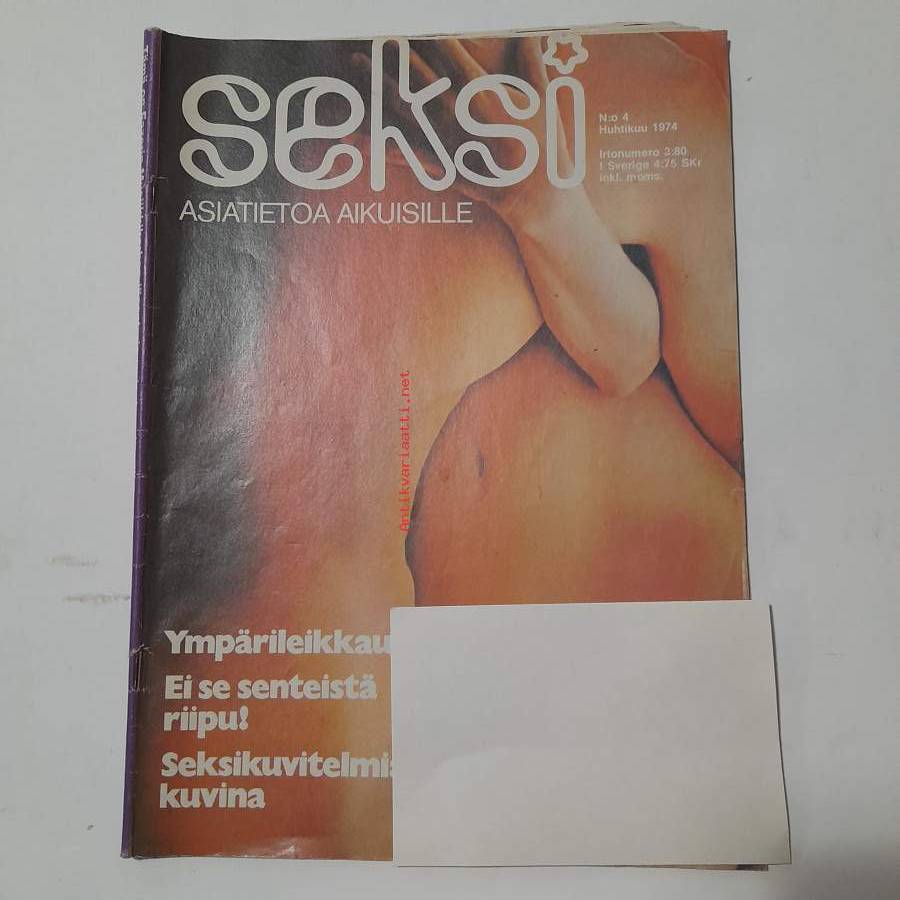 seksi
N:o 4
Huhtikuu 1974
Irtonumero 3:80
I Sverige 4:75 SKr
inkl. moms.
ASIATIETOA AIKUISILLE
Antikvariaatti.net
Ympärileikkau
Ei se senteistä
riipu!
Seksikuvitelmi
kuvina